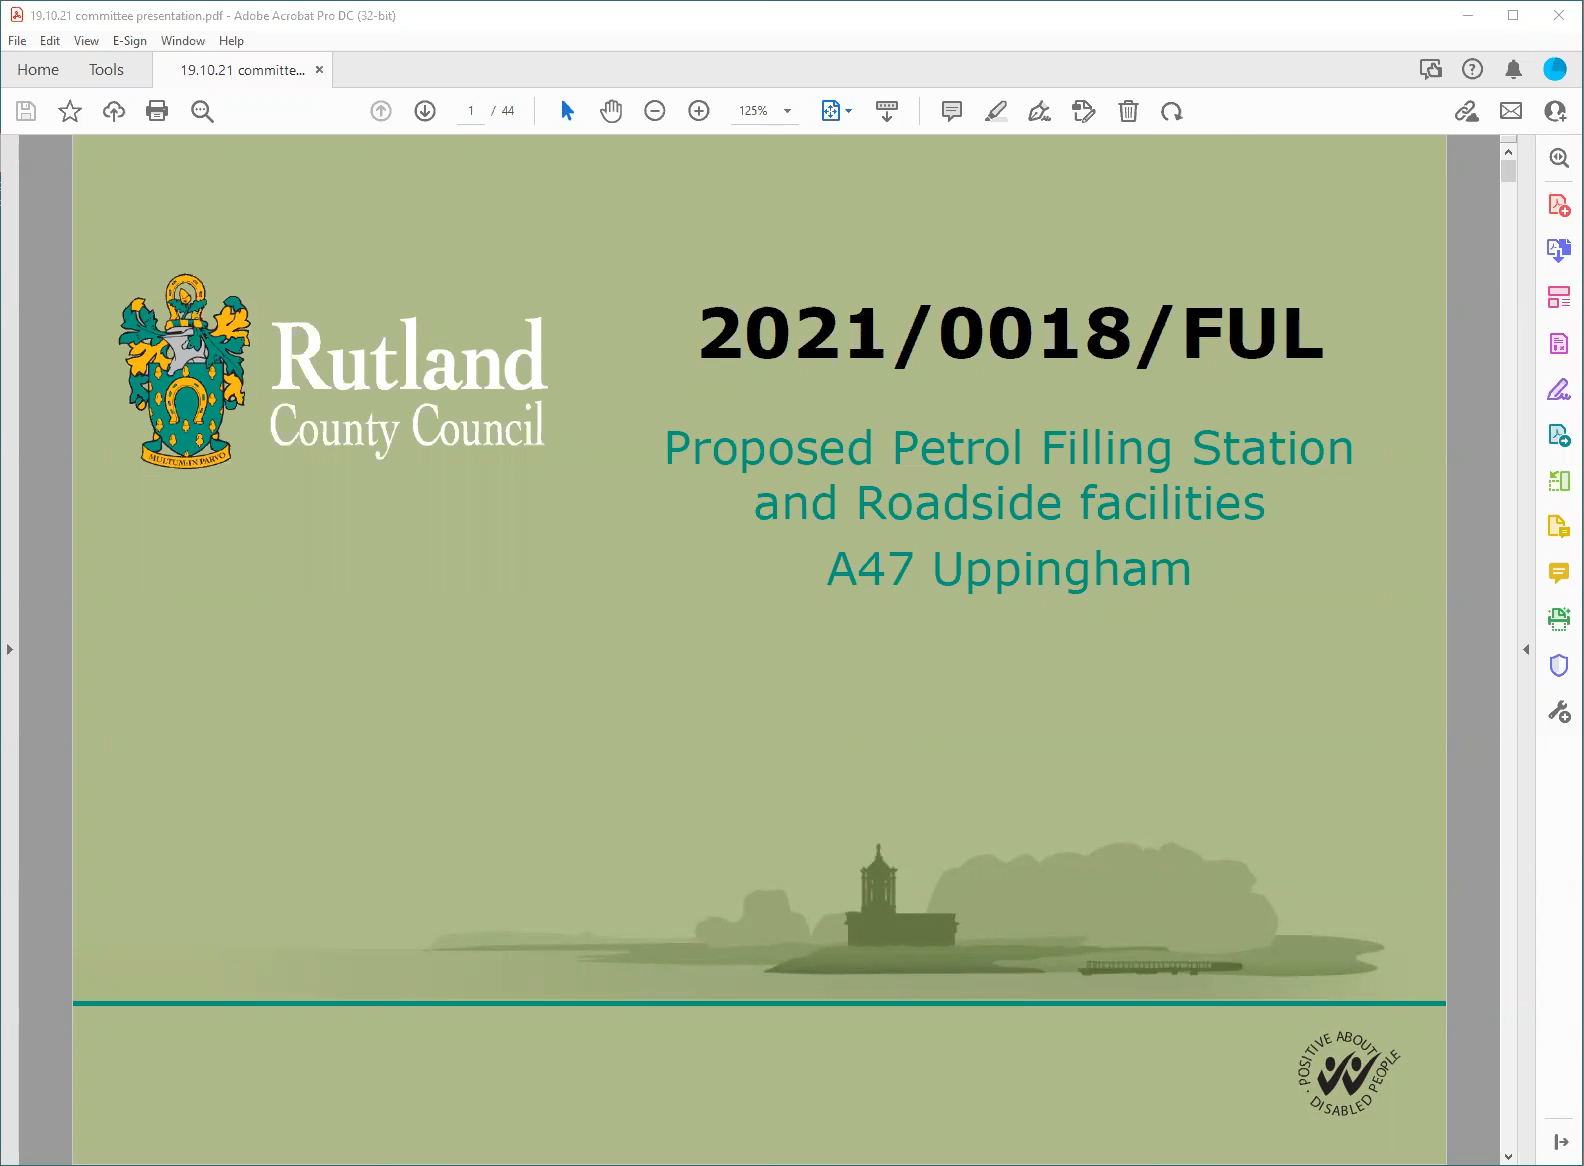 19.10.21 committee presentation.pdf - Adobe Acrobat Pro DC (32-bit)
File Edit View E-Sign Window Help
Home Tools 19.10.21 committe... ×
1 / 44 125%
Rutland
County Council
MULTUM·IN·PARVO
2021/0018/FUL
Proposed Petrol Filling Station
and Roadside facilities
A47 Uppingham
POSITIVE ABOUT
DISABLED PEOPLE